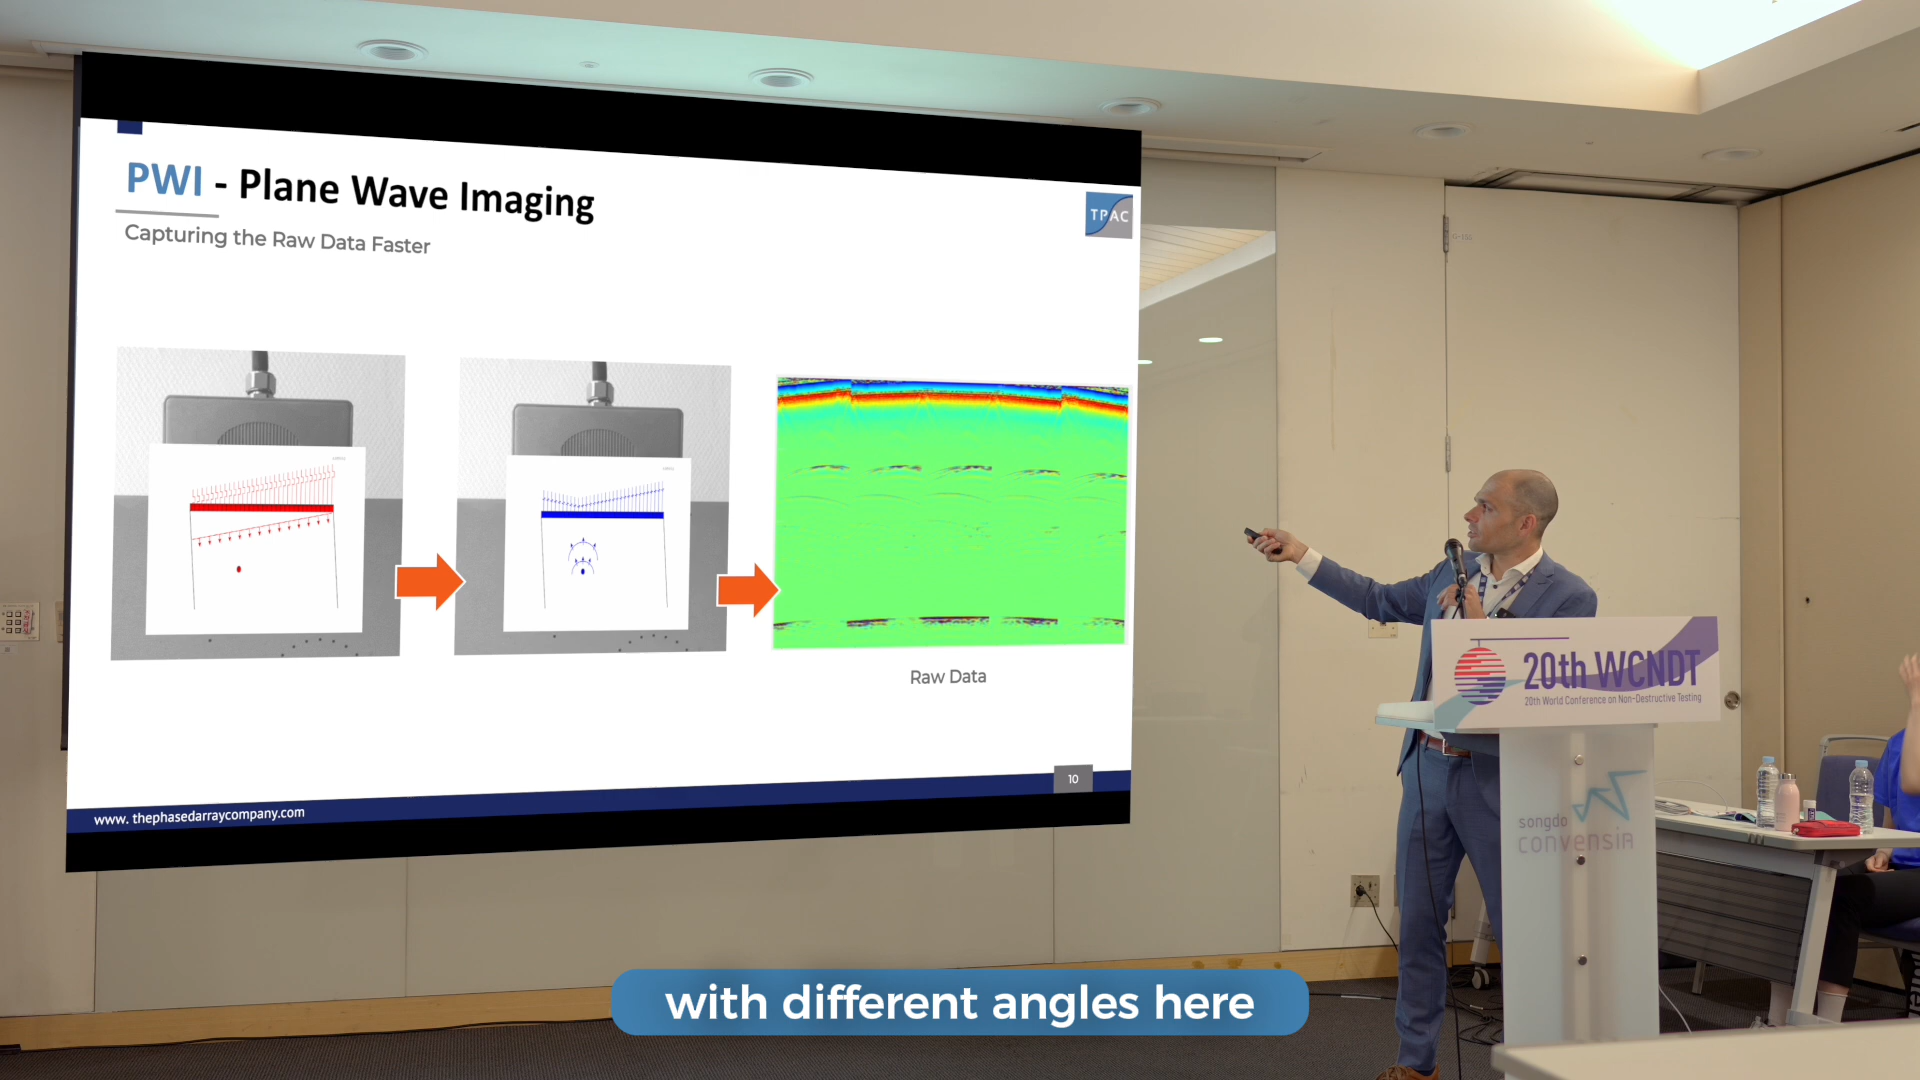 PWI - Plane Wave Imaging
Capturing the Raw Data Faster
TPAC
Raw Data
10
www. thephasedarraycompany.com
20th WCNDT
20th World Conference on Non-Destructive Testing
songdo
convensia
with different angles here